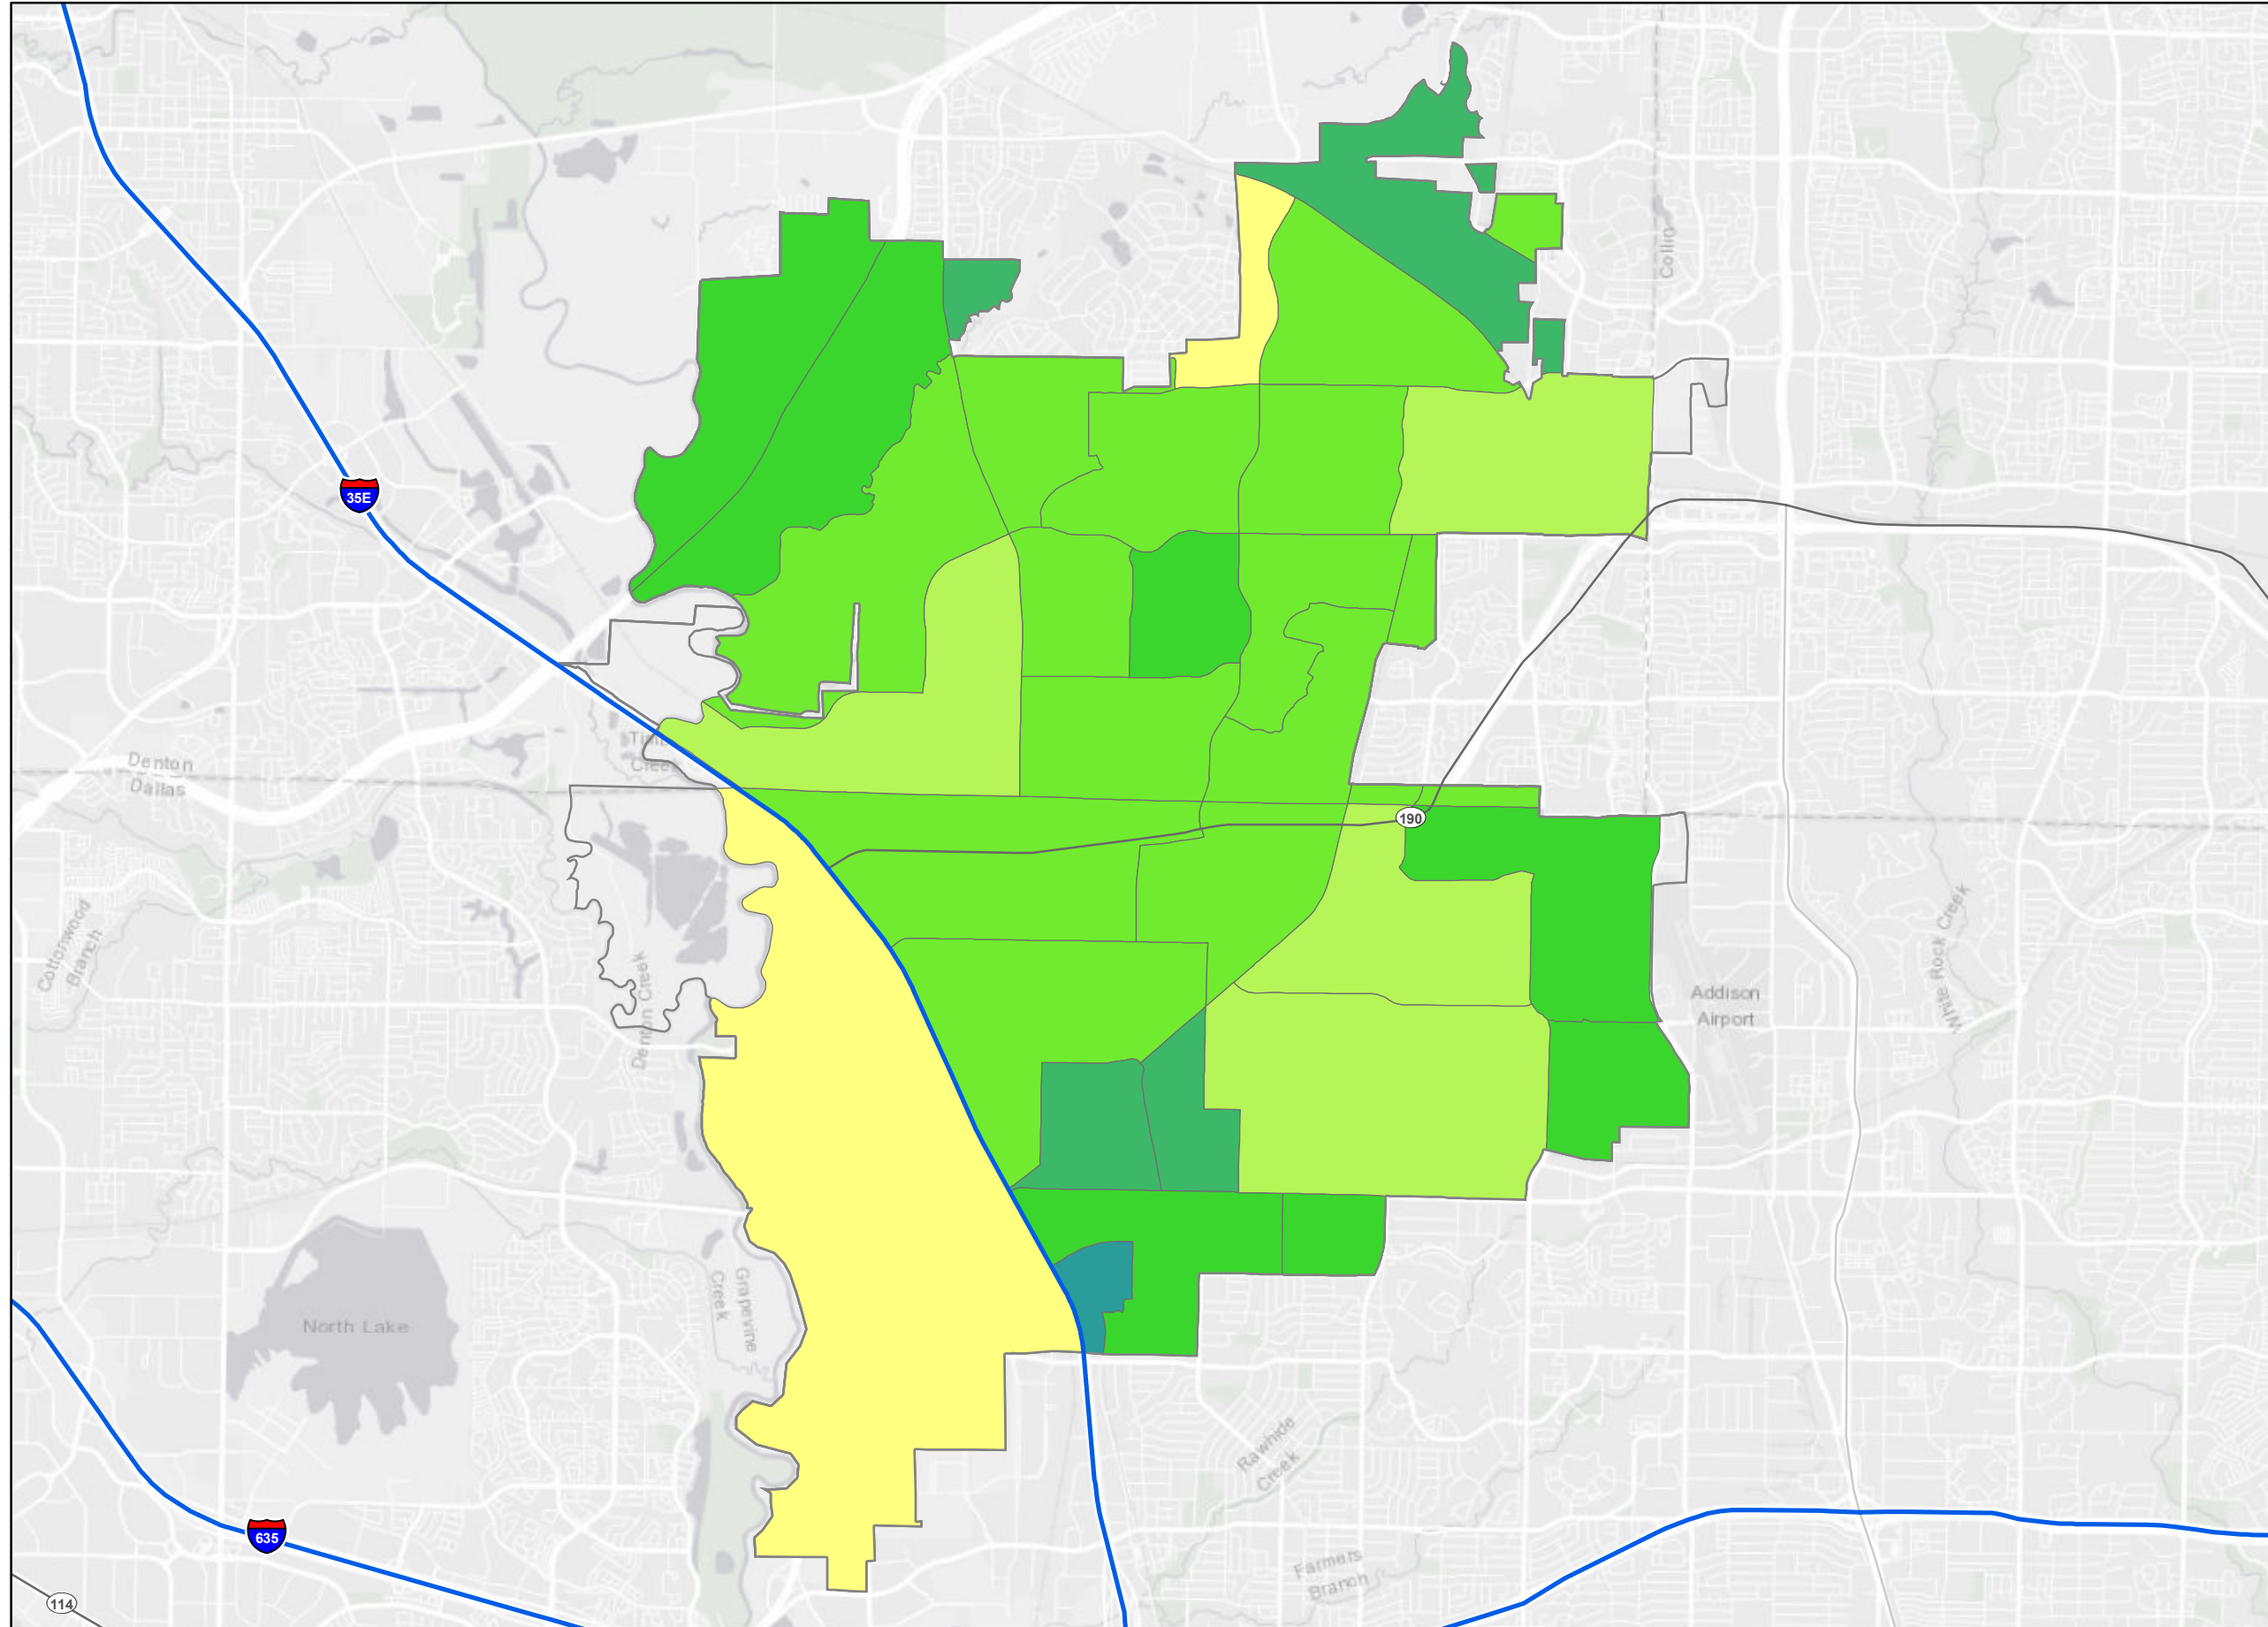 Collin
35E
Denton
Dallas
Creek
190
Cottonwood
Branch
Denton Creek
White Rock Creek
Addison
Airport
North Lake
Grapevine
Creek
Rawhide
Creek
635
Farmers
Branch
114